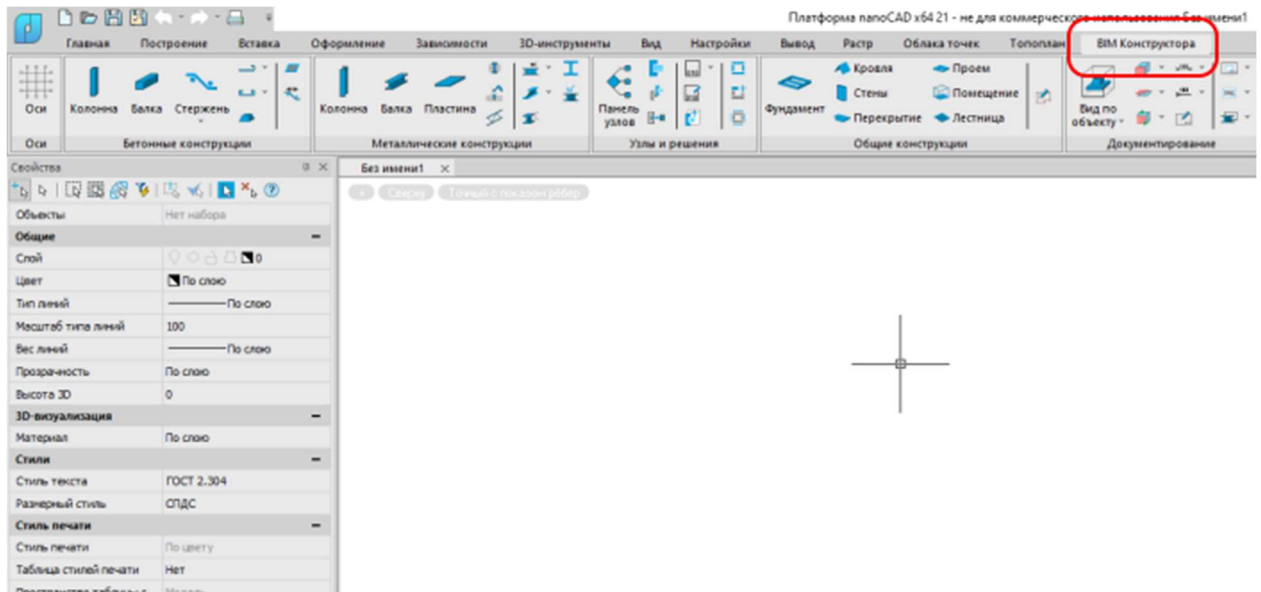 Платформа nanoCAD x64 21 - не для коммерческого использования Без имени1
Главная Построение Вставка Оформление Зависимости 3D-инструменты Вид Настройки Вывод Растр Облака точек Топоплан BIM Конструктора
Кровля Проем
Стены Помещение
Оси Колонна Балка Стержень Колонна Балка Пластина Панель узлов Фундамент Перекрытие Лестница Вид по объекту
Оси Бетонные конструкции Металлические конструкции Узлы и решения Общие конструкции Документирование
Свойства
Без имени1
Сверху Точный с показом рёбер
Объекты Нет набора
Общие
Слой 0
Цвет По слою
Тип линий По слою
Масштаб типа линий 100
Вес линий По слою
Прозрачность По слою
Высота 3D 0
3D-визуализация
Материал По слою
Стили
Стиль текста ГОСТ 2.304
Размерный стиль СПДС
Стиль печати
Стиль печати По цвету
Таблица стилей печати Нет